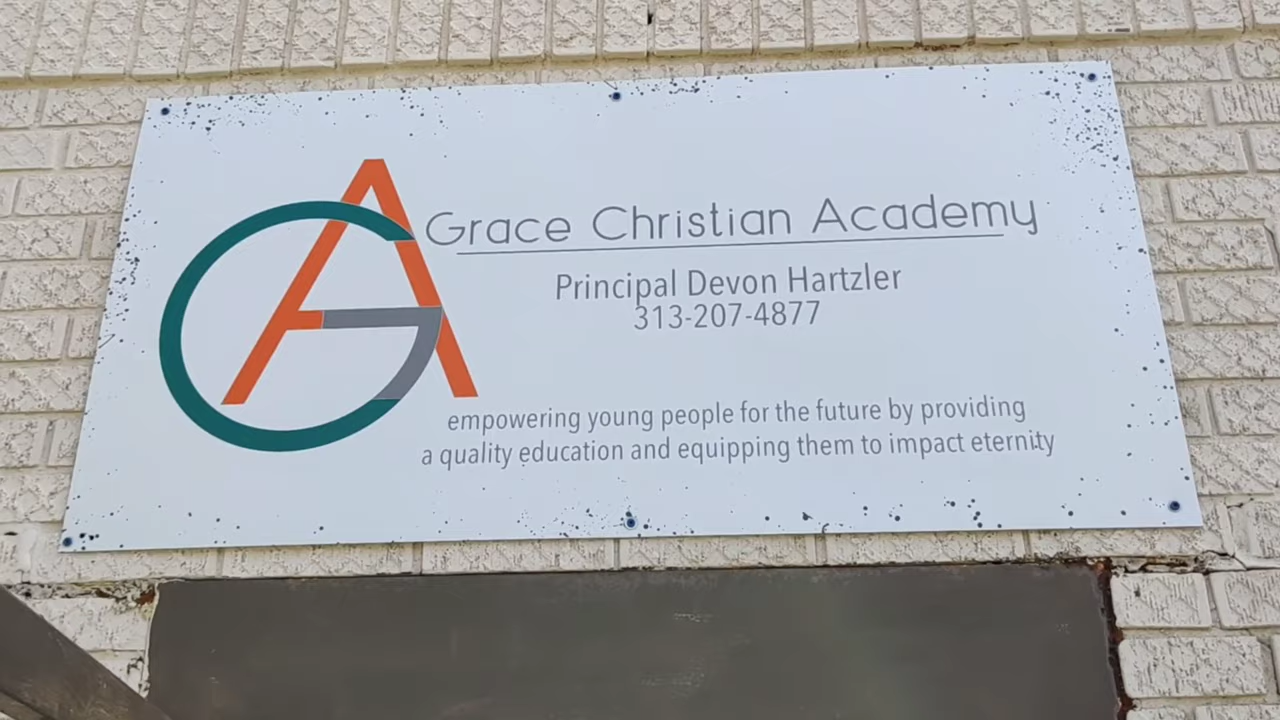 GA
Grace Christian Academy
Principal Devon Hartzler
313-207-4877
empowering young people for the future by providing
a quality education and equipping them to impact eternity